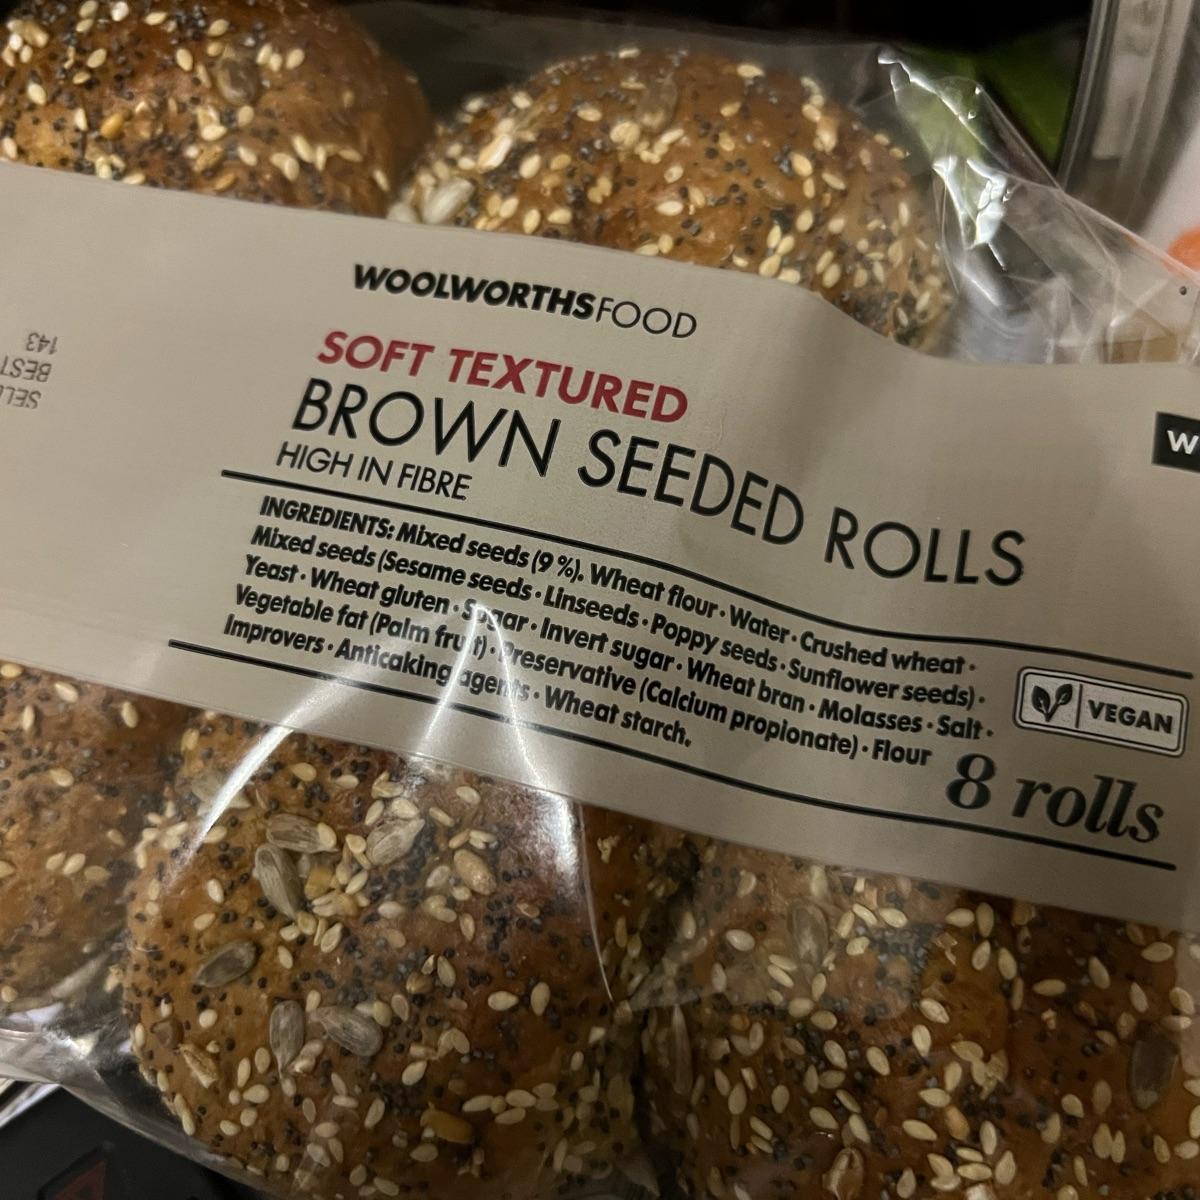 WOOLWORTHSFOOD
SOFT TEXTURED
BROWN SEEDED ROLLS
HIGH IN FIBRE
INGREDIENTS: Mixed seeds (9 %). Wheat flour · Water · Crushed wheat ·
Mixed seeds (Sesame seeds · Linseeds · Poppy seeds · Sunflower seeds) ·
Yeast · Wheat gluten · Sugar · Invert sugar · Wheat bran · Molasses · Salt ·
Vegetable fat (Palm fruit) · Preservative (Calcium propionate) · Flour
Improvers · Anticaking agents · Wheat starch.
VEGAN
8 rolls
W
SELL
BEST
143